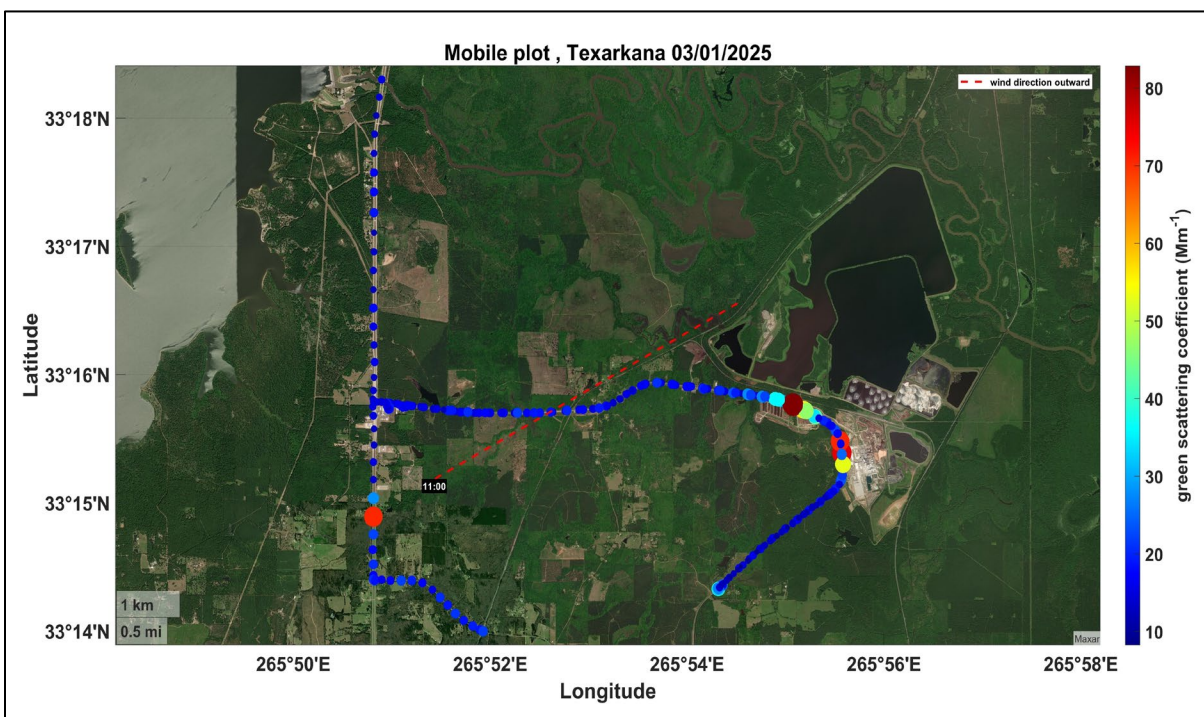 Mobile plot , Texarkana 03/01/2025
wind direction outward
33°18'N
33°17'N
33°16'N
33°15'N
33°14'N
Latitude
11:00
1 km
0.5 mi
Maxar
265°50'E
265°52'E
265°54'E
265°56'E
265°58'E
Longitude
80
70
60
50
40
30
20
10
green scattering coefficient (Mm⁻¹)